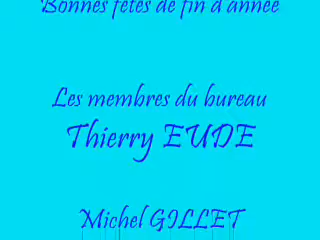 Bonnes fêtes de fin d'année
Les membres du bureau
Thierry EUDE
Michel GILLET